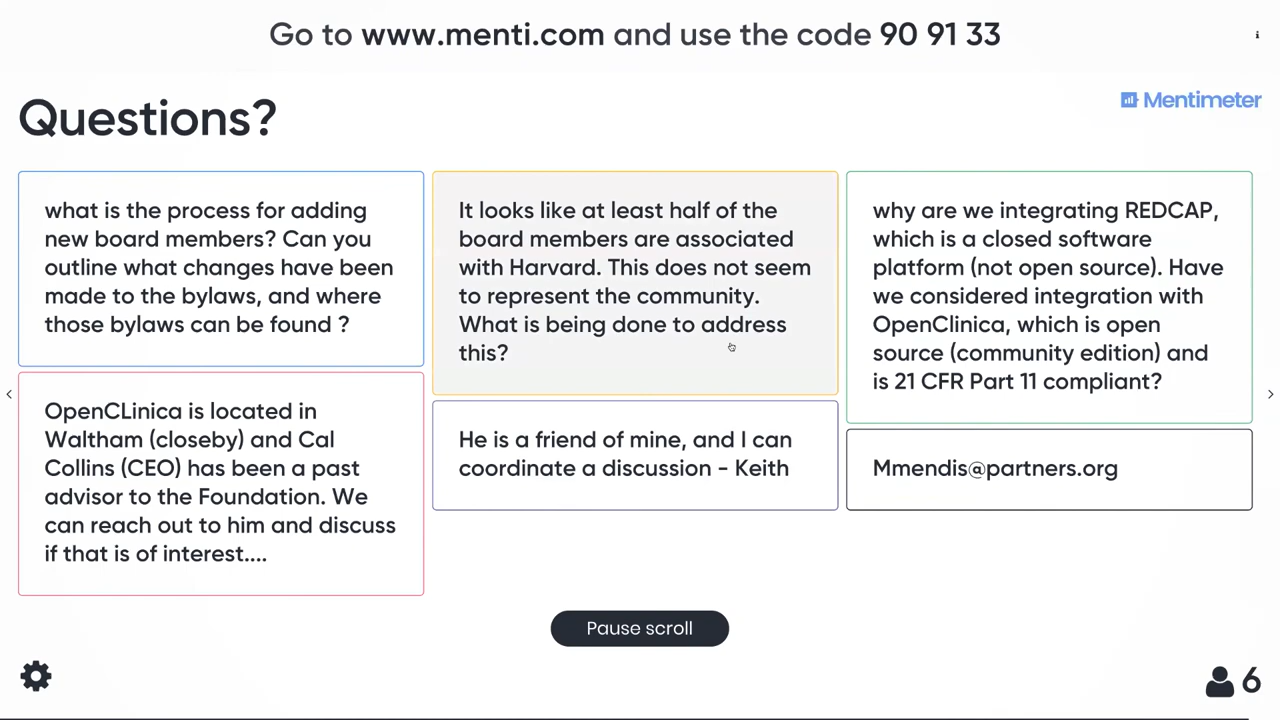 Go to www.menti.com and use the code 90 91 33
Mentimeter
Questions?
what is the process for adding
new board members? Can you
outline what changes have been
made to the bylaws, and where
those bylaws can be found ?
It looks like at least half of the
board members are associated
with Harvard. This does not seem
to represent the community.
What is being done to address
this?
why are we integrating REDCAP,
which is a closed software
platform (not open source). Have
we considered integration with
OpenClinica, which is open
source (community edition) and
is 21 CFR Part 11 compliant?
OpenCLinica is located in
Waltham (closeby) and Cal
Collins (CEO) has been a past
advisor to the Foundation. We
can reach out to him and discuss
if that is of interest....
He is a friend of mine, and I can
coordinate a discussion - Keith
Mmendis@partners.org
Pause scroll
6